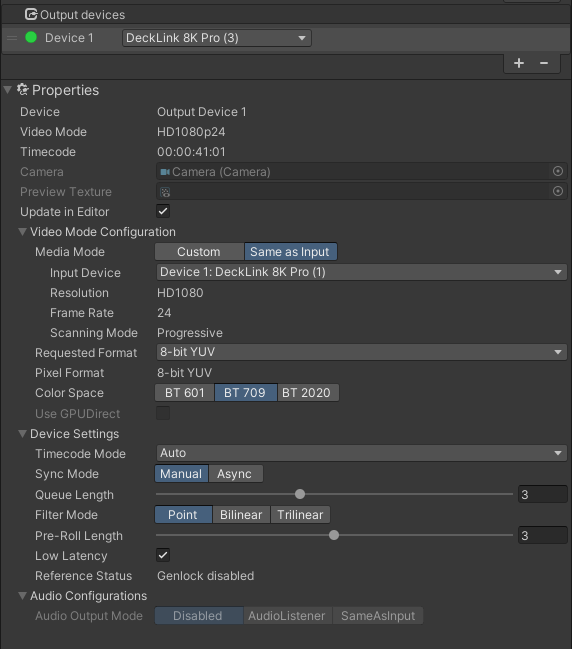 Output devices
Device 1 DeckLink 8K Pro (3)
+ −
Properties
Device Output Device 1
Video Mode HD1080p24
Timecode 00:00:41:01
Camera Camera (Camera)
Preview Texture
Update in Editor
Video Mode Configuration
Media Mode Custom Same as Input
Input Device Device 1: DeckLink 8K Pro (1)
Resolution HD1080
Frame Rate 24
Scanning Mode Progressive
Requested Format 8-bit YUV
Pixel Format 8-bit YUV
Color Space BT 601 BT 709 BT 2020
Use GPUDirect
Device Settings
Timecode Mode Auto
Sync Mode Manual Async
Queue Length 3
Filter Mode Point Bilinear Trilinear
Pre-Roll Length 3
Low Latency
Reference Status Genlock disabled
Audio Configurations
Audio Output Mode Disabled AudioListener SameAsInput